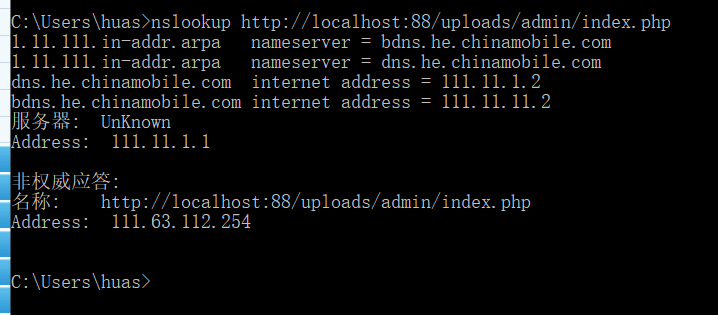 C:\Users\huas>nslookup http://localhost:88/uploads/admin/index.php
1.11.111.in-addr.arpa   nameserver = bdns.he.chinamobile.com
1.11.111.in-addr.arpa   nameserver = dns.he.chinamobile.com
dns.he.chinamobile.com  internet address = 111.11.1.2
bdns.he.chinamobile.com internet address = 111.11.11.2
服务器:  UnKnown
Address:  111.11.1.1
非权威应答:
名称:    http://localhost:88/uploads/admin/index.php
Address:  111.63.112.254
C:\Users\huas>